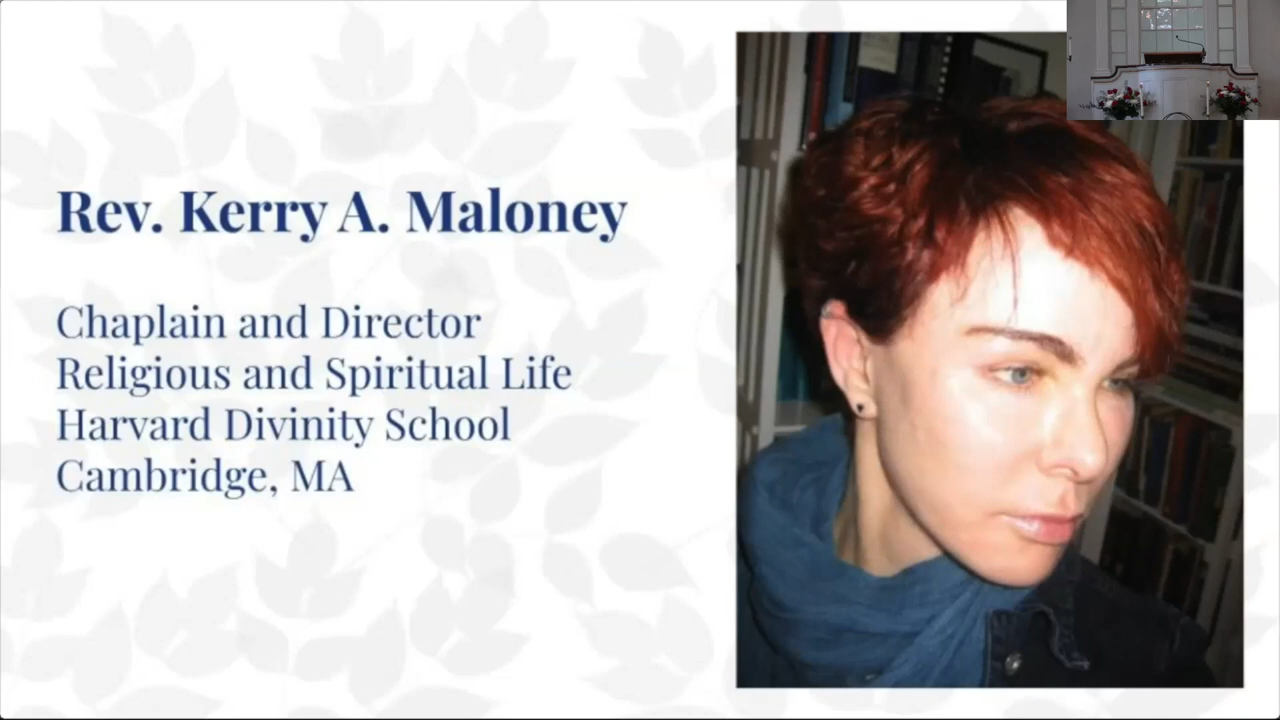 Rev. Kerry A. Maloney
Chaplain and Director
Religious and Spiritual Life
Harvard Divinity School
Cambridge, MA